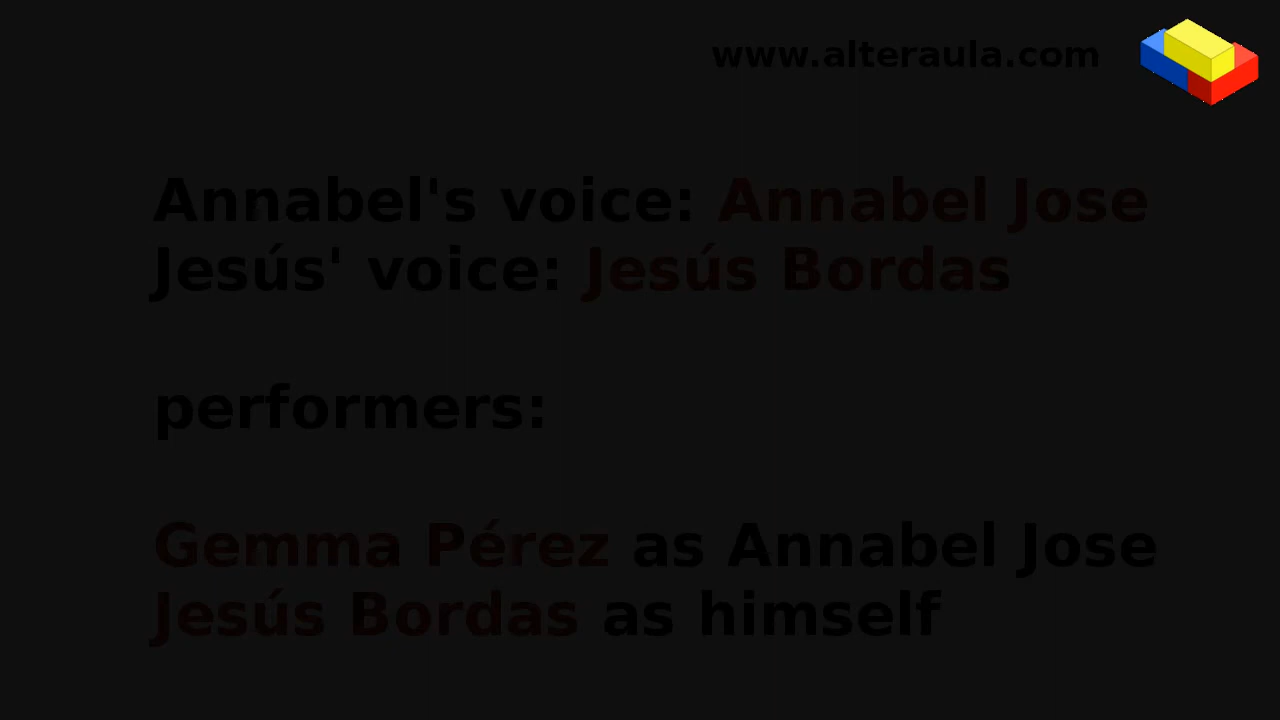 www.alteraula.com
Annabel's voice: Annabel Jose
Jesús' voice: Jesús Bordas
performers:
Gemma Pérez as Annabel Jose
Jesús Bordas as himself